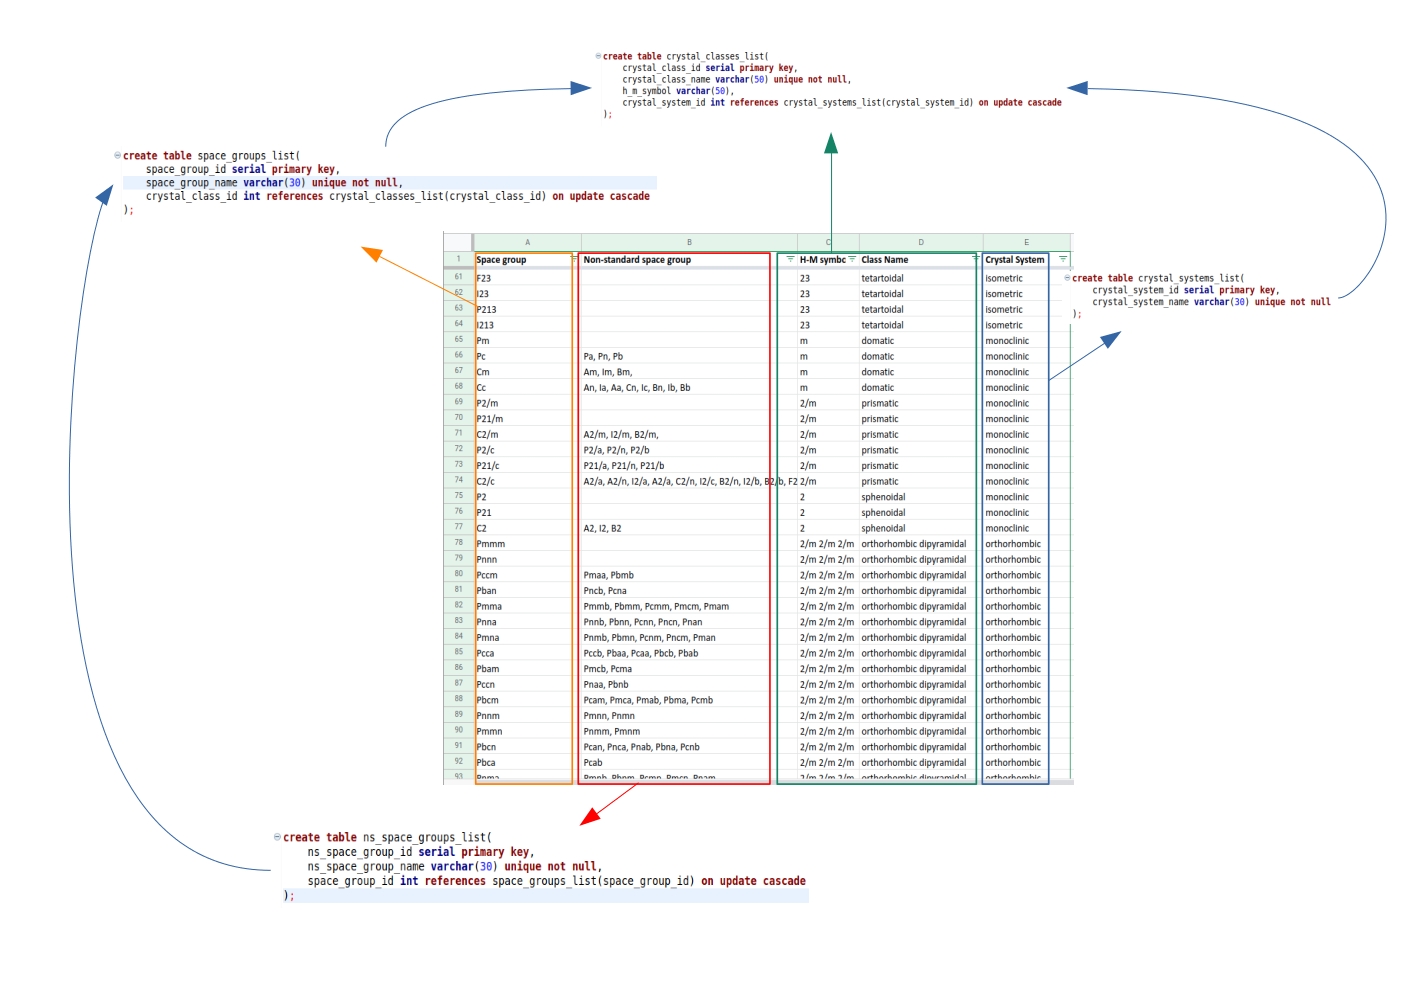 create table crystal_classes_list(
crystal_class_id serial primary key,
crystal_class_name varchar(50) unique not null,
h_m_symbol varchar(50),
crystal_system_id int references crystal_systems_list(crystal_system_id) on update cascade
);
create table space_groups_list(
space_group_id serial primary key,
space_group_name varchar(30) unique not null,
crystal_class_id int references crystal_classes_list(crystal_class_id) on update cascade
);
A B C D E
1 Space group Non-standard space group H-M symbc Class Name Crystal System
61 F23 23 tetartoidal isometric
62 I23 23 tetartoidal isometric
63 P213 23 tetartoidal isometric
64 I213 23 tetartoidal isometric
65 Pm m domatic monoclinic
66 Pc Pa, Pn, Pb m domatic monoclinic
67 Cm Am, Im, Bm, m domatic monoclinic
68 Cc An, Ia, Aa, Cn, Ic, Bn, Ib, Bb m domatic monoclinic
69 P2/m 2/m prismatic monoclinic
70 P21/m 2/m prismatic monoclinic
71 C2/m A2/m, I2/m, B2/m, 2/m prismatic monoclinic
72 P2/c P2/a, P2/n, P2/b 2/m prismatic monoclinic
73 P21/c P21/a, P21/n, P21/b 2/m prismatic monoclinic
74 C2/c A2/a, A2/n, I2/a, A2/a, C2/n, I2/c, B2/n, I2/b, B2/b, F2 2/m prismatic monoclinic
75 P2 2 sphenoidal monoclinic
76 P21 2 sphenoidal monoclinic
77 C2 A2, I2, B2 2 sphenoidal monoclinic
78 Pmmm 2/m 2/m 2/m orthorhombic dipyramidal orthorhombic
79 Pnnn 2/m 2/m 2/m orthorhombic dipyramidal orthorhombic
80 Pccm Pmaa, Pbmb 2/m 2/m 2/m orthorhombic dipyramidal orthorhombic
81 Pban Pncb, Pcna 2/m 2/m 2/m orthorhombic dipyramidal orthorhombic
82 Pmma Pmmb, Pbmm, Pcmm, Pmcm, Pmam 2/m 2/m 2/m orthorhombic dipyramidal orthorhombic
83 Pnna Pnnb, Pbnn, Pcnn, Pncn, Pnan 2/m 2/m 2/m orthorhombic dipyramidal orthorhombic
84 Pmna Pnmb, Pbmn, Pcnm, Pncm, Pman 2/m 2/m 2/m orthorhombic dipyramidal orthorhombic
85 Pcca Pccb, Pbaa, Pcaa, Pbcb, Pbab 2/m 2/m 2/m orthorhombic dipyramidal orthorhombic
86 Pbam Pmcb, Pcma 2/m 2/m 2/m orthorhombic dipyramidal orthorhombic
87 Pccn Pnaa, Pbnb 2/m 2/m 2/m orthorhombic dipyramidal orthorhombic
88 Pbcm Pcam, Pmca, Pmab, Pbma, Pcmb 2/m 2/m 2/m orthorhombic dipyramidal orthorhombic
89 Pnnm Pmnn, Pnmn 2/m 2/m 2/m orthorhombic dipyramidal orthorhombic
90 Pmmn Pnmm, Pmnm 2/m 2/m 2/m orthorhombic dipyramidal orthorhombic
91 Pbcn Pcan, Pnca, Pnab, Pbna, Pcnb 2/m 2/m 2/m orthorhombic dipyramidal orthorhombic
92 Pbca Pcab 2/m 2/m 2/m orthorhombic dipyramidal orthorhombic
93 Pnma Pmnb, Pbnm, Pcmn, Pmcn, Pnam 2/m 2/m 2/m orthorhombic dipyramidal orthorhombic
create table crystal_systems_list(
crystal_system_id serial primary key,
crystal_system_name varchar(30) unique not null
);
create table ns_space_groups_list(
ns_space_group_id serial primary key,
ns_space_group_name varchar(30) unique not null,
space_group_id int references space_groups_list(space_group_id) on update cascade
);